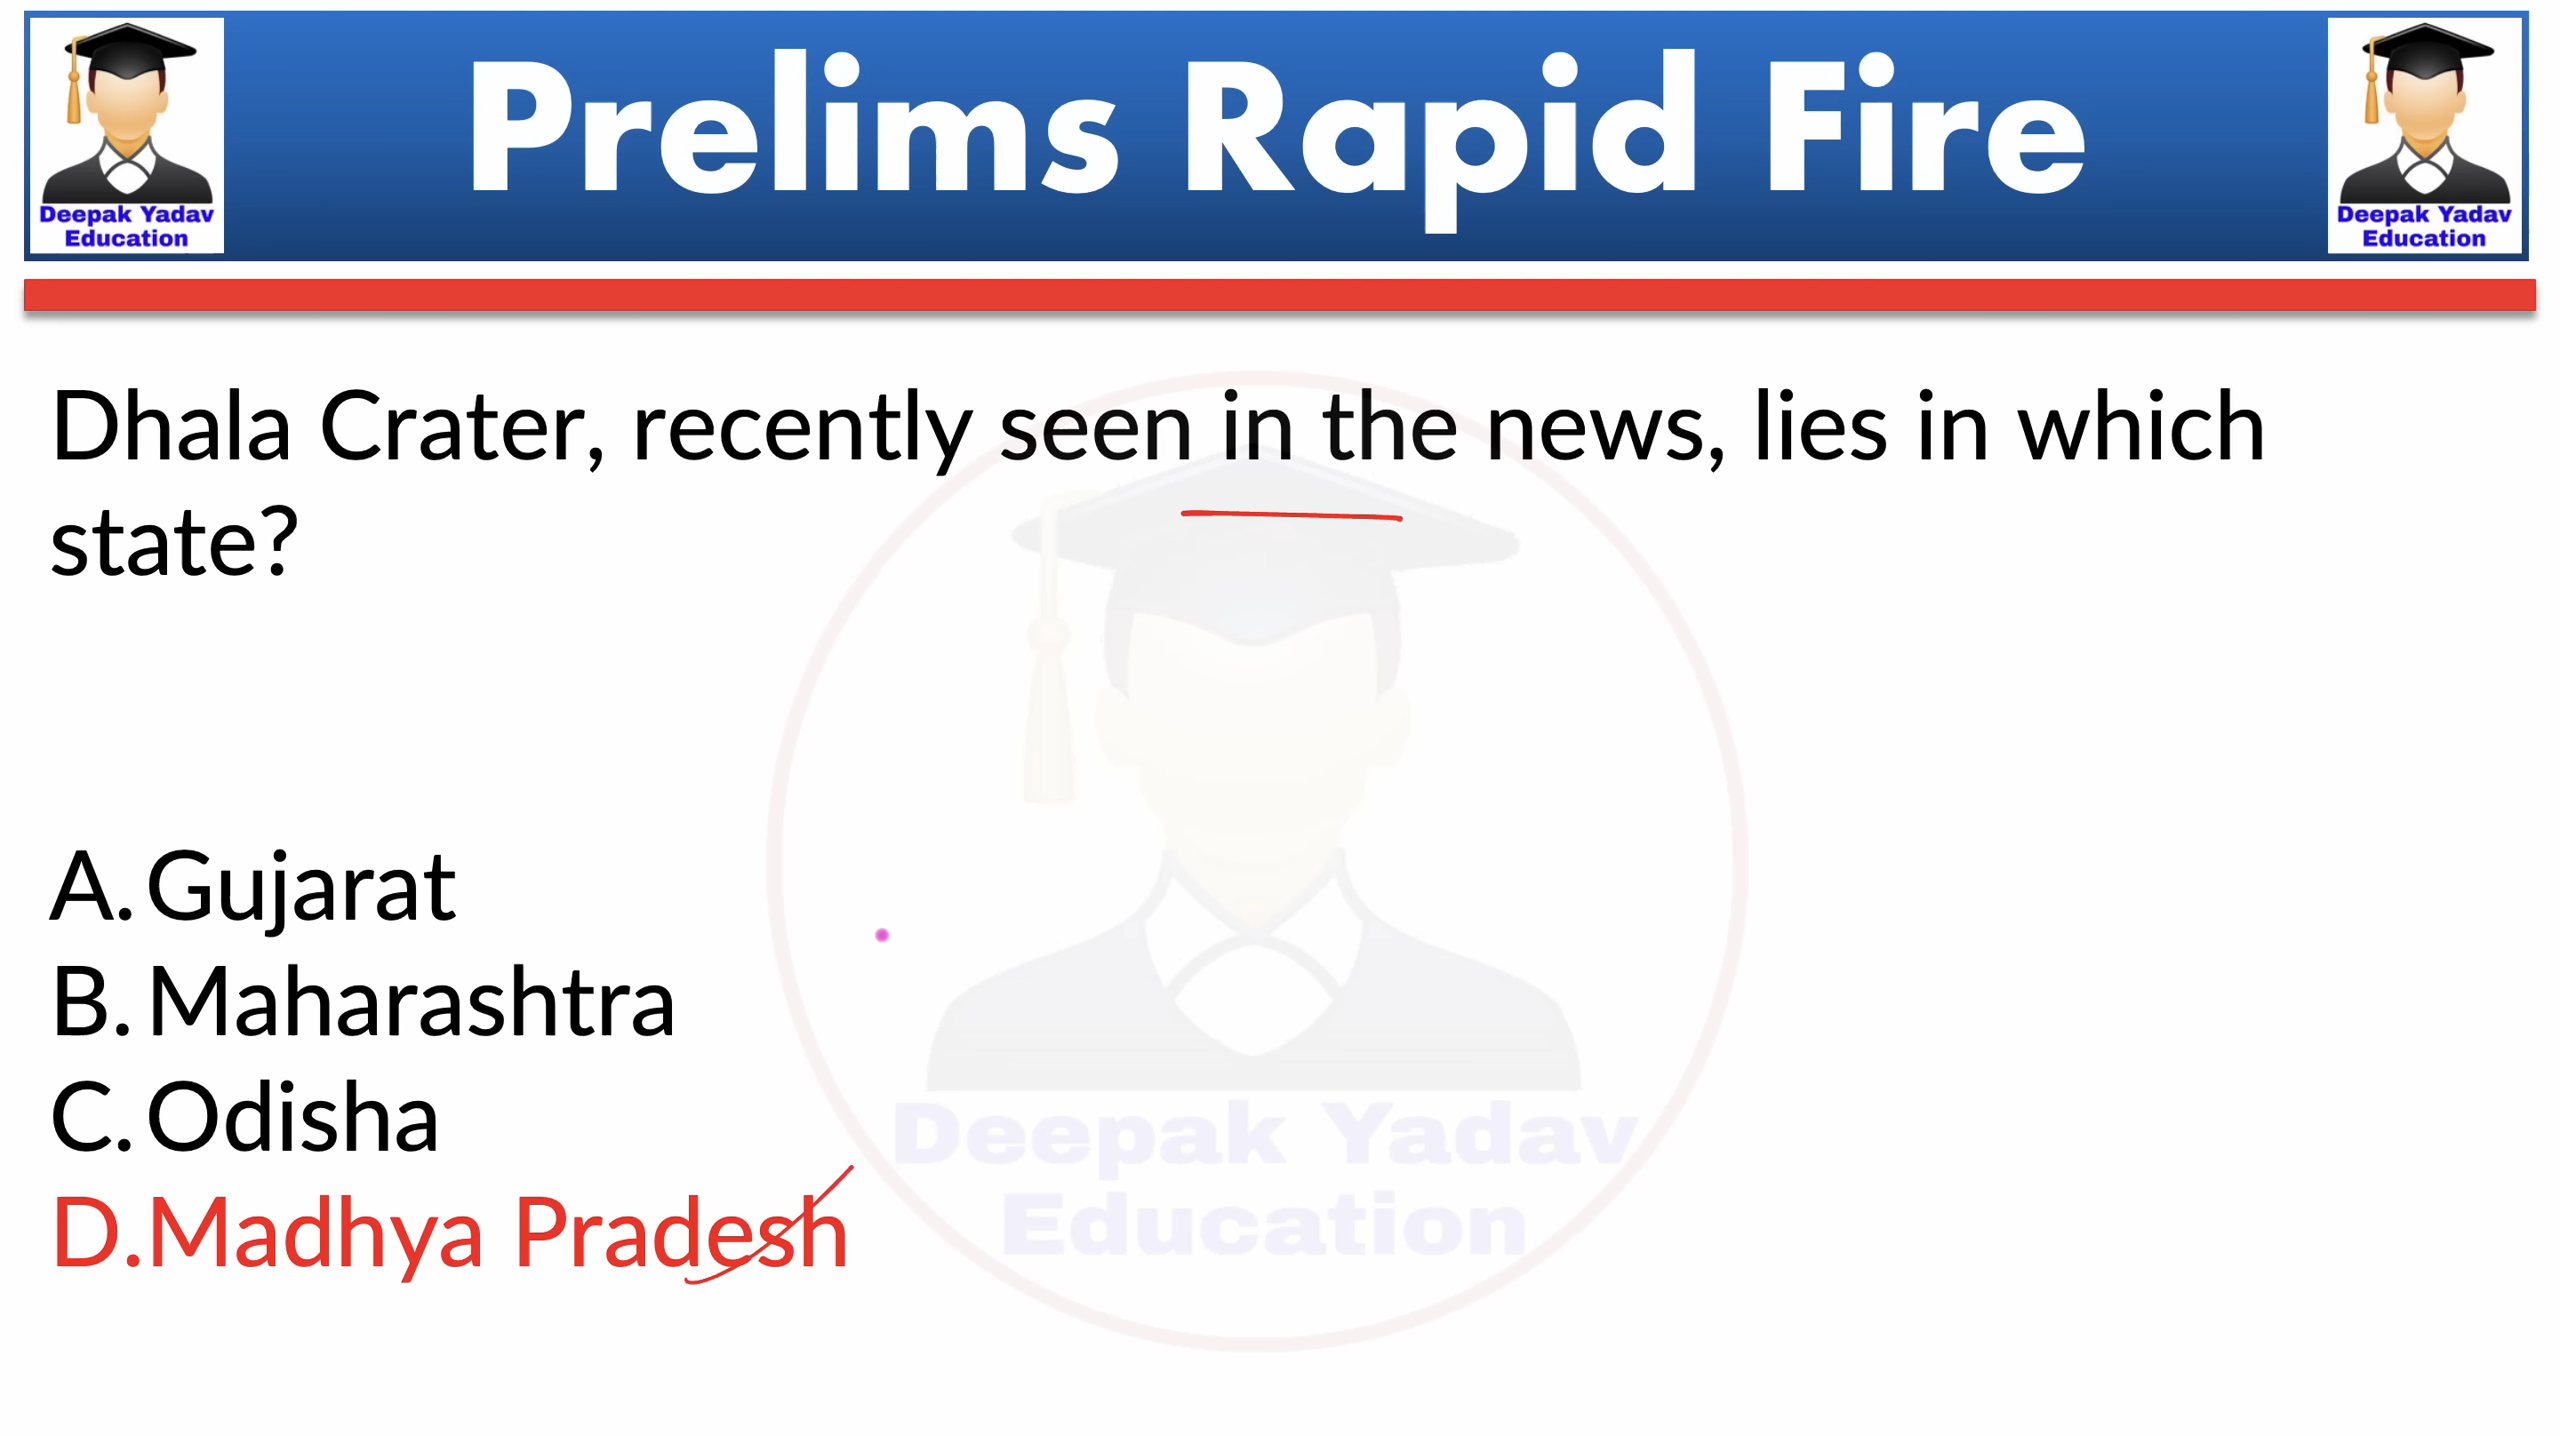 Deepak Yadav
Education
Prelims Rapid Fire
Deepak Yadav
Education
Dhala Crater, recently seen in the news, lies in which
state?
A. Gujarat
B. Maharashtra
C. Odisha
D. Madhya Pradesh
Deepak Yadav
Education